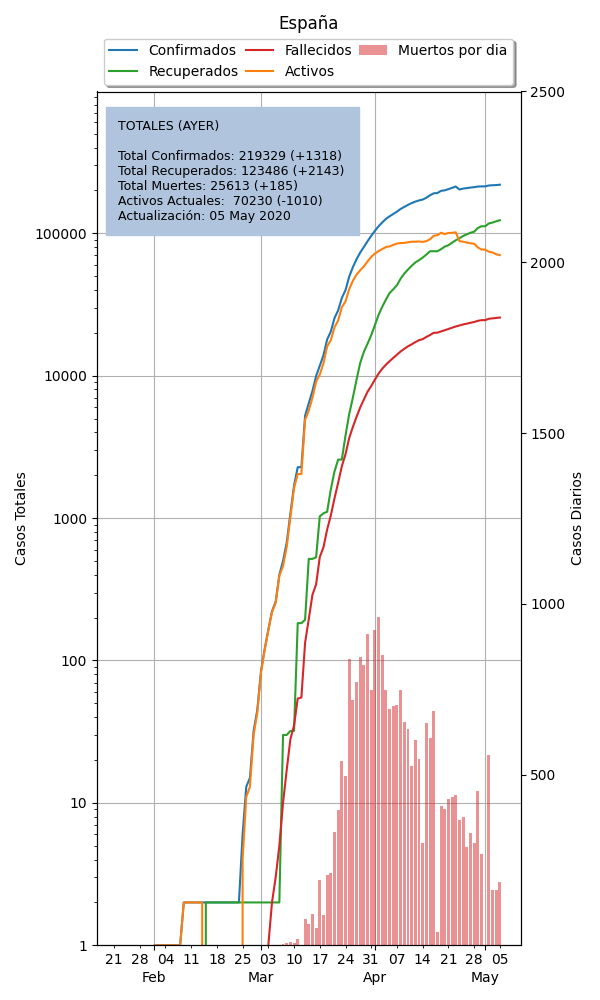 España
Confirmados
Recuperados
Fallecidos
Activos
Muertos por dia
TOTALES (AYER)
Total Confirmados: 219329 (+1318)
Total Recuperados: 123486 (+2143)
Total Muertes: 25613 (+185)
Activos Actuales:  70230 (-1010)
Actualización: 05 May 2020
Casos Totales
100000
10000
1000
100
10
1
2500
2000
1500
1000
500
Casos Diarios
21 28 04 11 18 25 03 10 17 24 31 07 14 21 28 05
Feb Mar Apr May